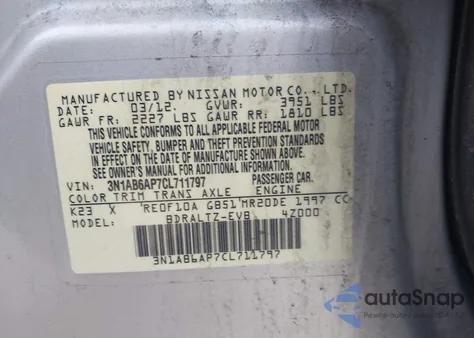 MANUFACTURED BY NISSAN MOTOR CO., LTD.
DATE: 03/12. GVWR: 3951 LBS
GAWR FR: 2227 LBS GAWR RR: 1810 LBS
THIS VEHICLE CONFORMS TO ALL APPLICABLE FEDERAL MOTOR
VEHICLE SAFETY, BUMPER, AND THEFT PREVENTION STANDARDS
IN EFFECT ON THE DATE OF MANUFACTURE SHOWN ABOVE.
SEE OWNER'S MANUAL FOR ADDITIONAL INFORMATION.
VIN: 3N1AB6AP7CL711797 PASSENGER CAR.
COLOR TRIM TRANS AXLE ENGINE
K23 X RE0F10A GB51 MR20DE 1997 CC
MODEL: BDRALTZ-EVB 4Z000
3N1AB6AP7CL711797
autoSnap